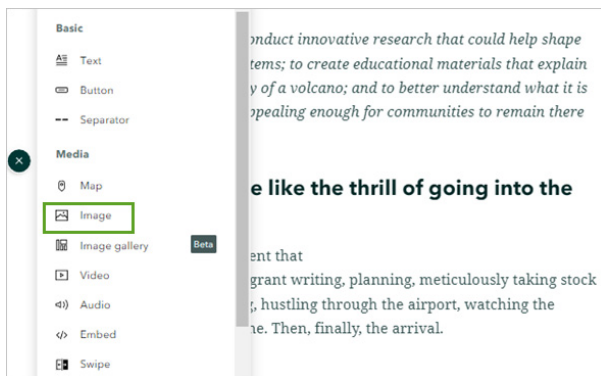 Basic
Text
Button
Separator
Media
Map
Image
Image gallery
Beta
Video
Audio
Embed
Swipe
onduct innovative research that could help shape
tems; to create educational materials that explain
y of a volcano; and to better understand what it is
ppealing enough for communities to remain there
e like the thrill of going into the
ent that
grant writing, planning, meticulously taking stock
g, hustling through the airport, watching the
ne. Then, finally, the arrival.